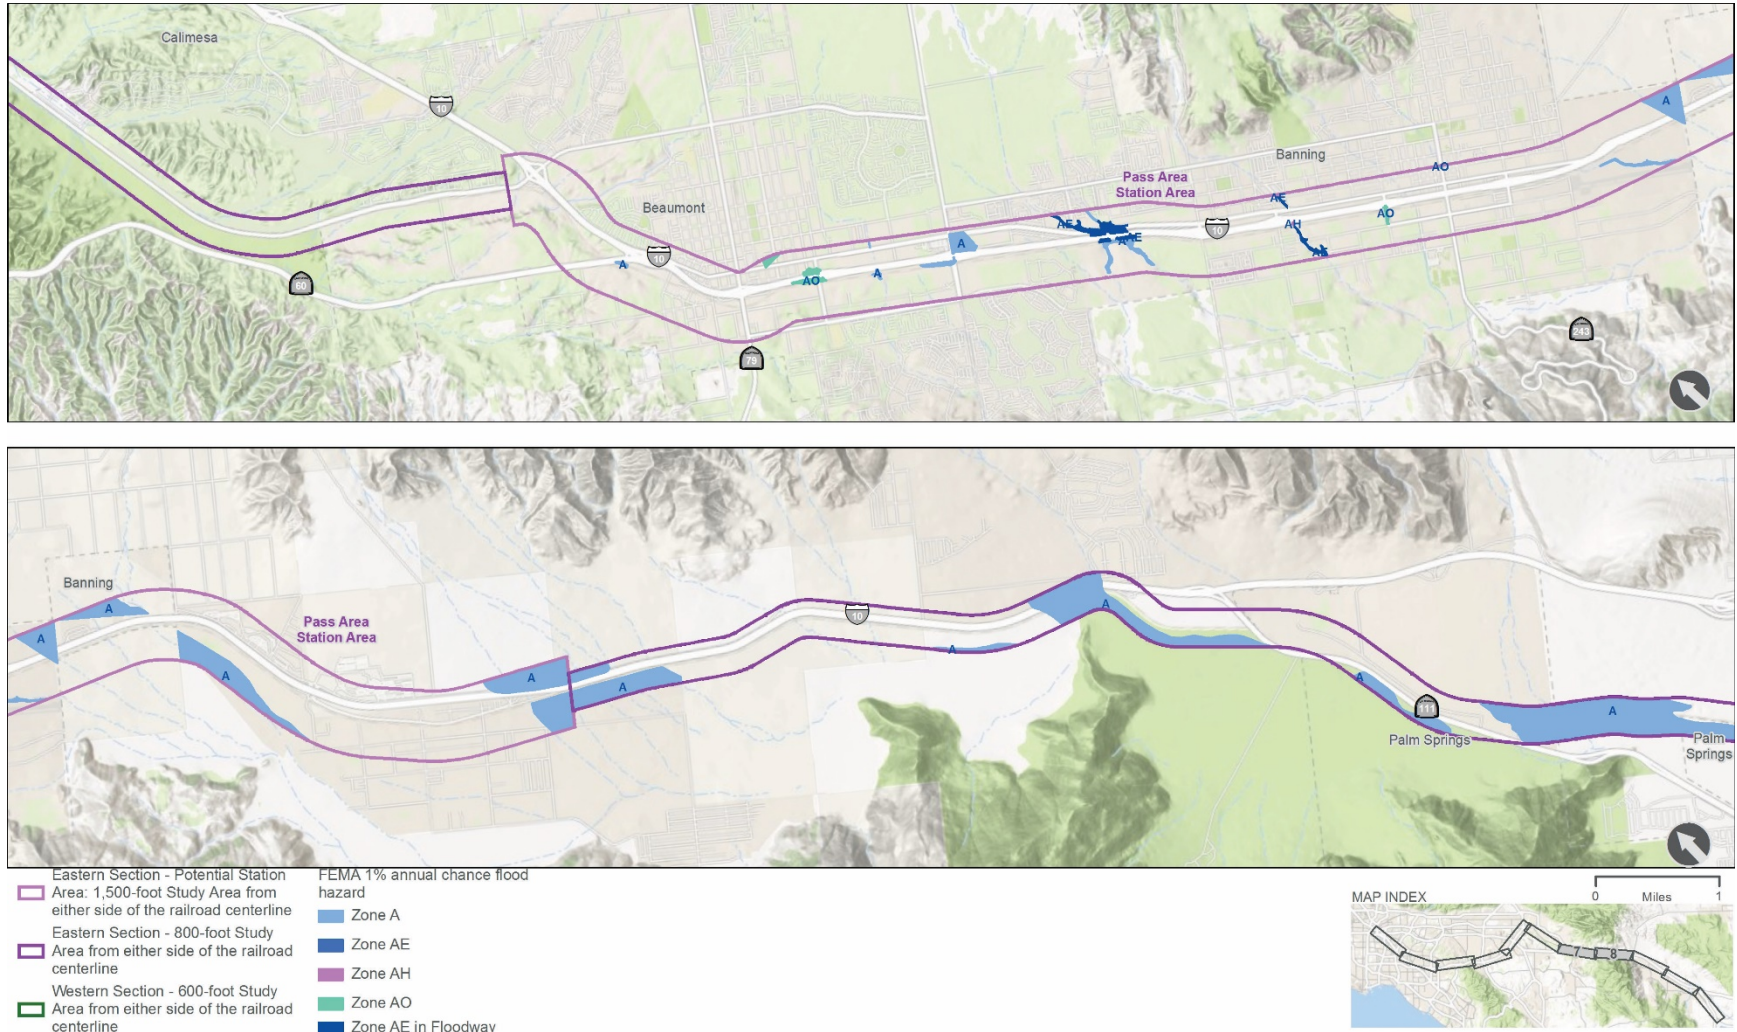 Calimesa
10
Beaumont
10
60
79
A
AO
A
A
Pass Area
Station Area
AE
A
AE
10
Banning
AE
AH
AE
AO
AO
A
243
Banning
A
A
A
Pass Area
Station Area
A
A
10
A
A
A
111
Palm Springs
A
Palm
Springs
Eastern Section - Potential Station
Area: 1,500-foot Study Area from
either side of the railroad centerline
Eastern Section - 800-foot Study
Area from either side of the railroad
centerline
Western Section - 600-foot Study
Area from either side of the railroad
centerline
FEMA 1% annual chance flood
hazard
Zone A
Zone AE
Zone AH
Zone AO
Zone AE in Floodway
0 Miles 1
MAP INDEX
7
8